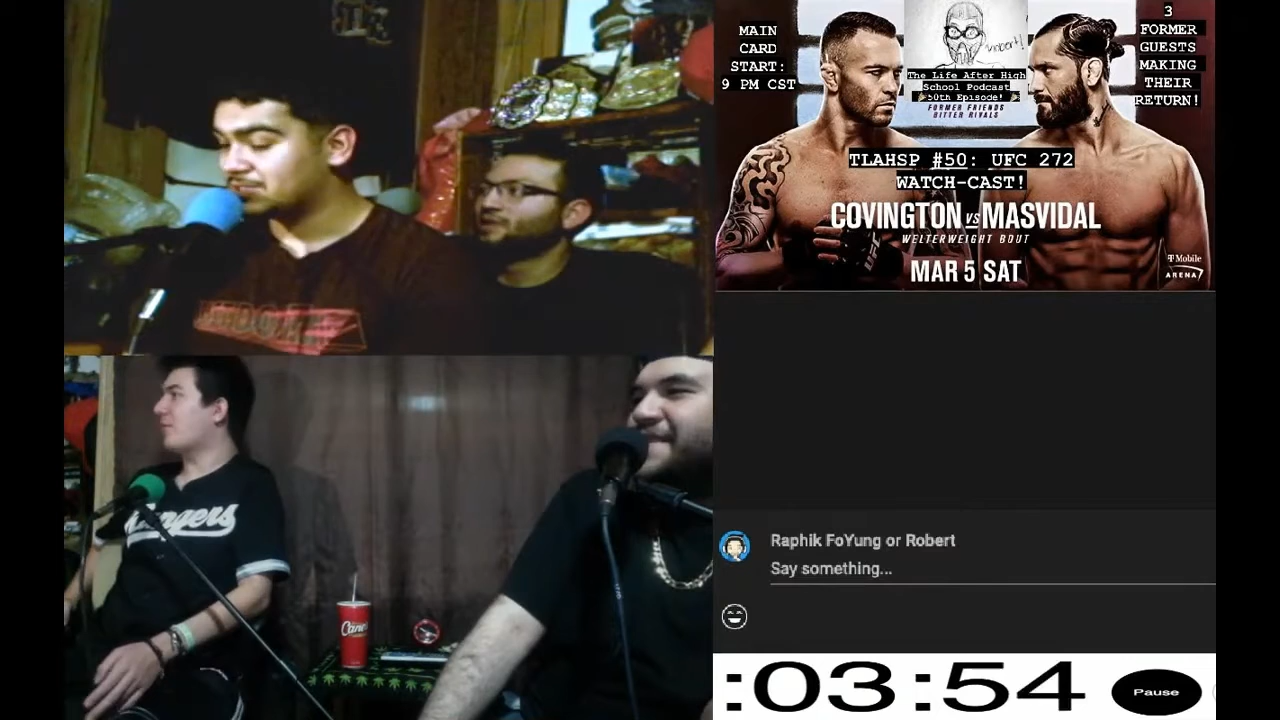 MAIN
CARD
START:
9 PM CST
vinbert!
The Life After High
School Podcast
50th Episode!
FORMER FRIENDS
BITTER RIVALS
3
FORMER
GUESTS
MAKING
THEIR
RETURN!
TLAHSP #50: UFC 272
WATCH-CAST!
COVINGTON VS MASVIDAL
WELTERWEIGHT BOUT
UFC
MAR 5 SAT
T Mobile
ARENA
Cane's
Raphik FoYung or Robert
Say something...
:03:54
Pause